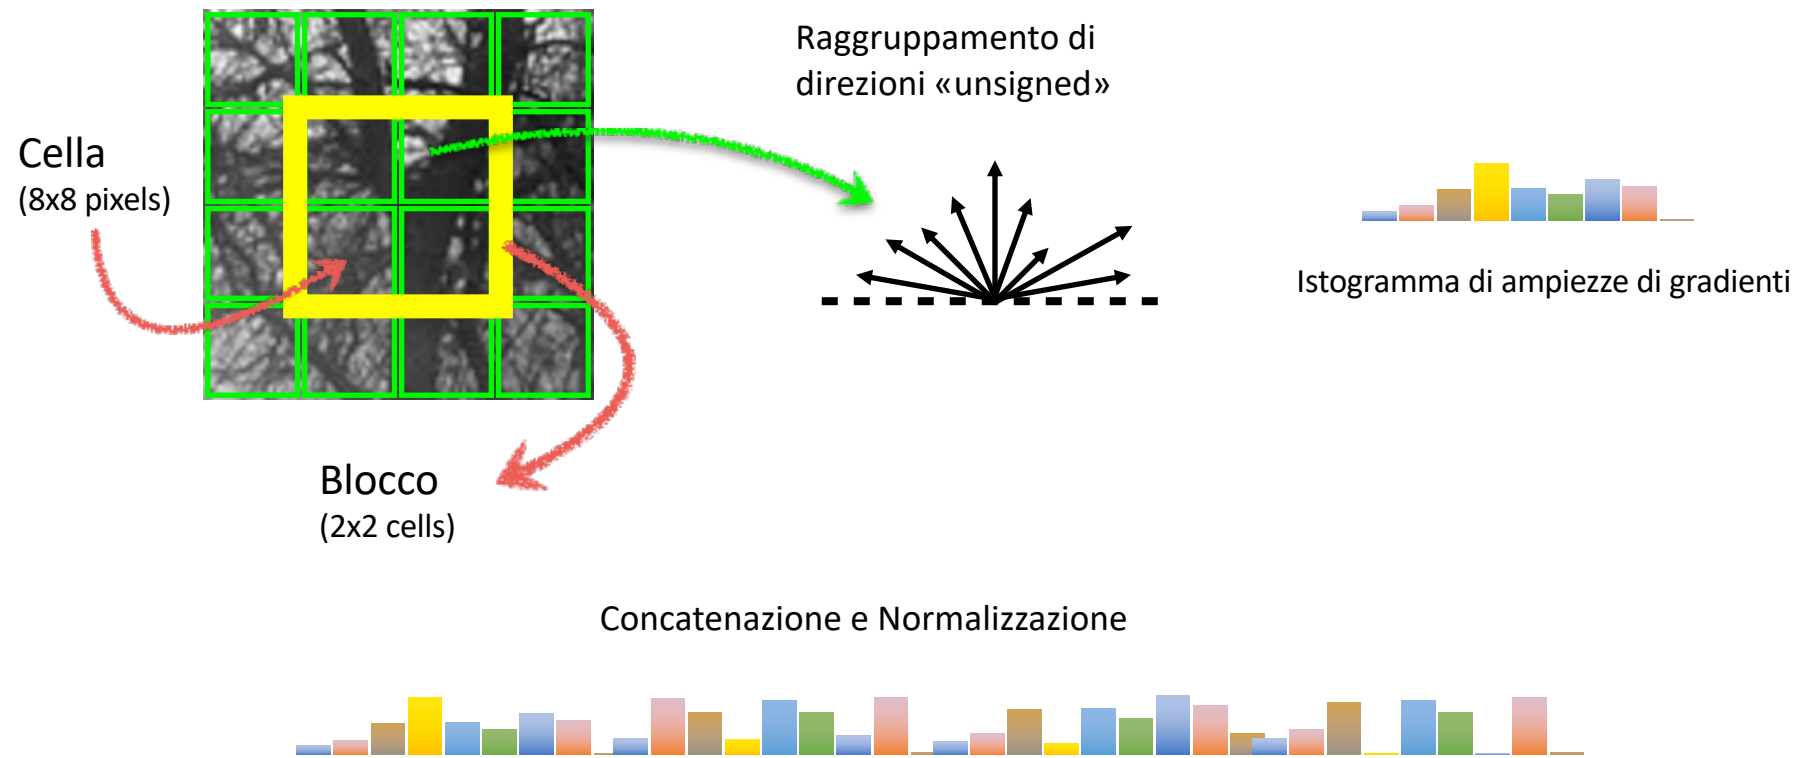 Raggruppamento di
direzioni «unsigned»
Cella
(8x8 pixels)
Istogramma di ampiezze di gradienti
Blocco
(2x2 cells)
Concatenazione e Normalizzazione